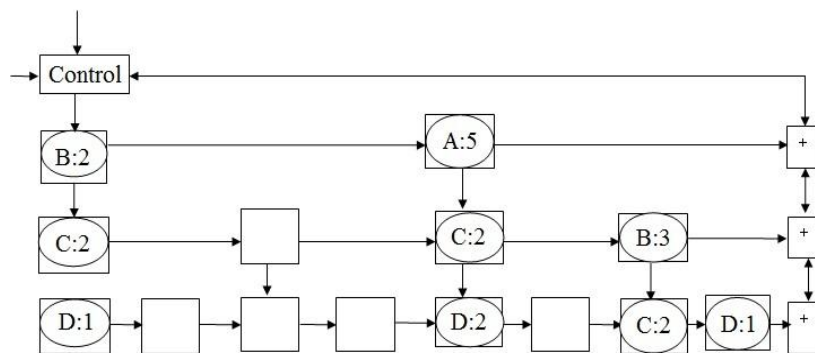 Control
B:2 A:5 +
C:2 C:2 B:3 +
D:1 D:2 C:2 D:1 +